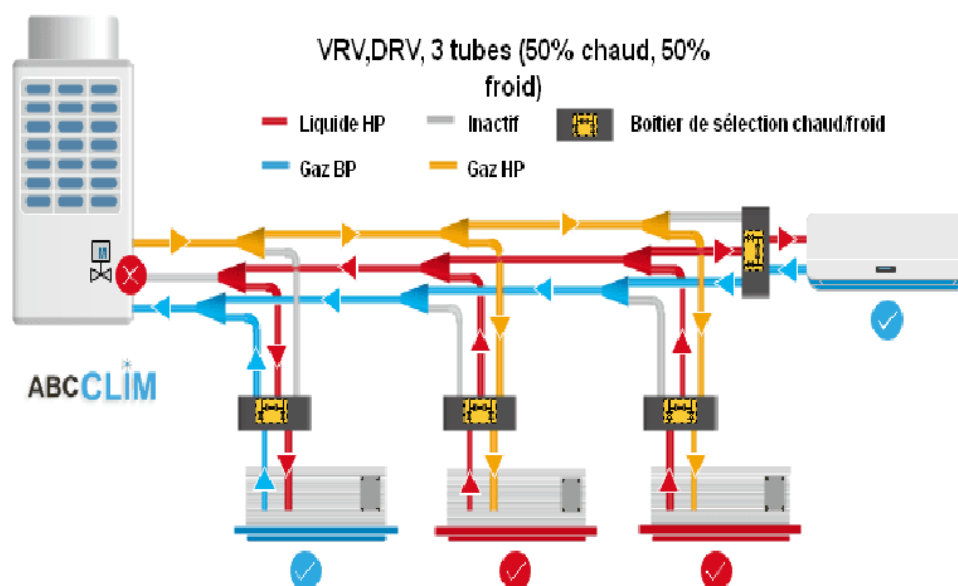 VRV,DRV, 3 tubes (50% chaud, 50%
froid)
Liquide HP
Inactif
Boitier de sélection chaud/froid
Gaz BP
Gaz HP
M
ABCCLIM